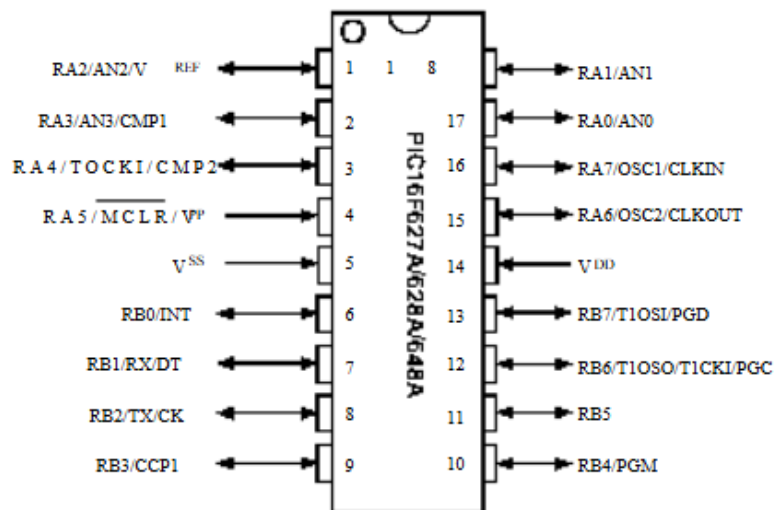 RA2/AN2/V REF 1 1 8 RA1/AN1
RA3/AN3/CMP1 2 17 RA0/AN0
RA4/TOCKI/CMP2 3 16 RA7/OSC1/CLKIN
RA5/MCLR/VPP 4 15 RA6/OSC2/CLKOUT
VSS 5 14 VDD
RB0/INT 6 13 RB7/T1OSI/PGD
RB1/RX/DT 7 12 RB6/T1OSO/T1CKI/PGC
RB2/TX/CK 8 11 RB5
RB3/CCP1 9 10 RB4/PGM
PIC16F627A/628A/648A